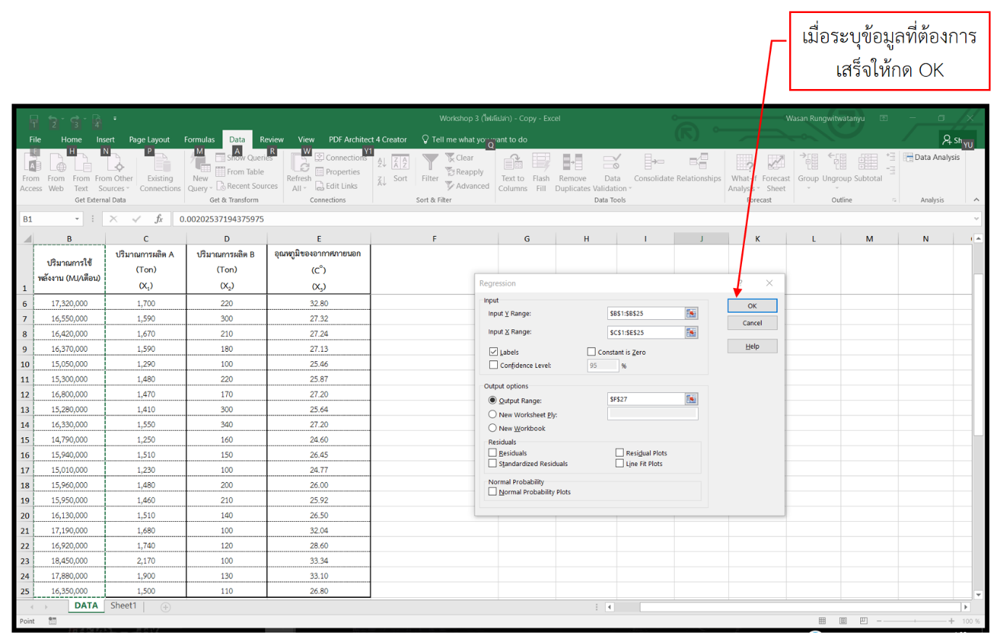 เมื่อระบุข้อมูลที่ต้องการ
เสร็จให้กด OK
1 2 3 4
Workshop 3 (ไฟล์เปล่า) - Copy - Excel
Wasan Rungwitwatanyu
File Home Insert Page Layout Formulas Data Review View PDF Architect 4 Creator Tell me what you want to do
F H N P M A R W Y1 Q YU
From Access
From Web
From Text
From Other Sources
Existing Connections
Get External Data
New Query
Show Queries
From Table
Recent Sources
Get & Transform
Refresh All
Connections
Properties
Edit Links
Connections
Sort
Filter
Clear
Reapply
Advanced
Sort & Filter
Text to Columns
Flash Fill
Remove Duplicates
Data Validation
Consolidate
Relationships
Data Tools
What-If Analysis
Forecast Sheet
Forecast
Group
Ungroup
Subtotal
Outline
Data Analysis
Analysis
B1 fx 0.00202537194375975
B C D E F G H I J K L M N
1
ปริมาณการใช้
พลังงาน (MJ/เดือน)
ปริมาณการผลิต A
(Ton)
(X₁)
ปริมาณการผลิต B
(Ton)
(X₂)
อุณหภูมิของอากาศภายนอก
(C°)
(X₃)
6 17,320,000 1,700 220 32.80
7 16,550,000 1,590 300 27.32
8 16,420,000 1,670 210 27.24
9 16,370,000 1,590 180 27.13
10 15,050,000 1,290 100 25.46
11 15,300,000 1,480 220 25.87
12 16,800,000 1,470 170 27.20
13 15,280,000 1,410 300 25.64
14 16,330,000 1,550 340 27.20
15 14,790,000 1,250 160 24.60
16 15,940,000 1,510 150 26.45
17 15,010,000 1,230 100 24.77
18 15,960,000 1,480 200 26.00
19 15,950,000 1,460 210 25.92
20 16,130,000 1,510 140 26.50
21 17,190,000 1,680 100 32.04
22 16,920,000 1,740 120 28.60
23 18,450,000 2,170 100 33.34
24 17,880,000 1,900 130 33.10
25 16,350,000 1,500 110 26.80
Regression ?
Input
Input Y Range: $B$1:$B$25
Input X Range: $C$1:$E$25
Labels Constant is Zero
Confidence Level: 95 %
OK
Cancel
Help
Output options
Output Range: $F$27
New Worksheet Ply:
New Workbook
Residuals
Residuals Residual Plots
Standardized Residuals Line Fit Plots
Normal Probability
Normal Probability Plots
DATA Sheet1
Point 100 %